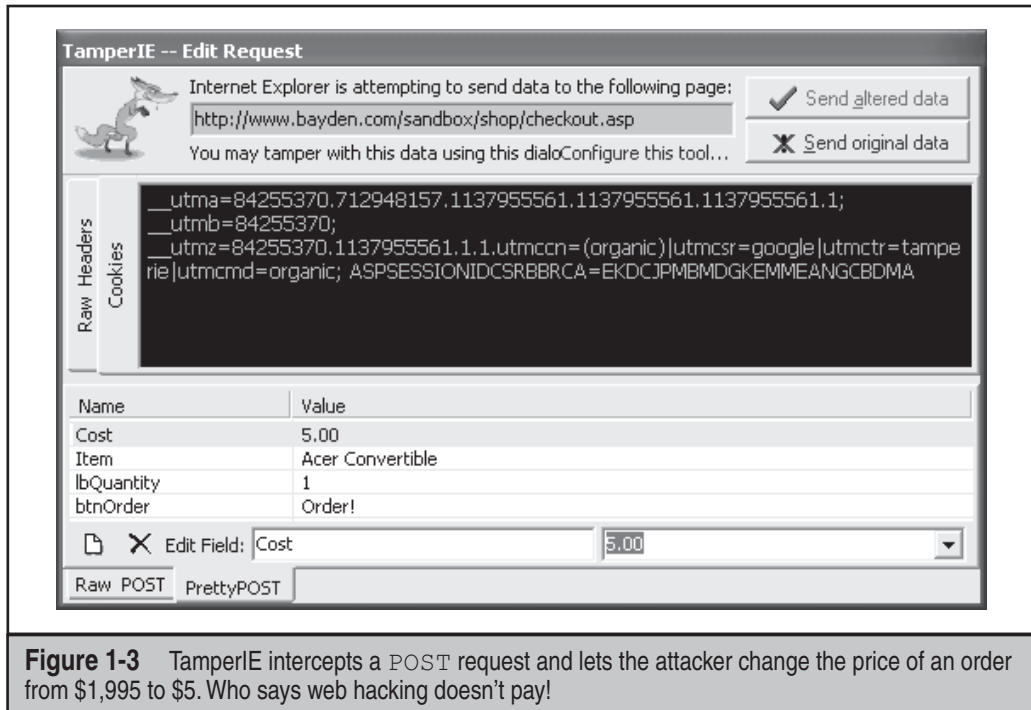 TamperIE -- Edit Request
Internet Explorer is attempting to send data to the following page:
http://www.bayden.com/sandbox/shop/checkout.asp
You may tamper with this data using this dialoConfigure this tool...
Send altered data
Send original data
Raw Headers
Cookies
__utma=84255370.712948157.1137955561.1137955561.1137955561.1;
__utmb=84255370;
__utmz=84255370.1137955561.1.1.utmccn=(organic)|utmcsr=google|utmctr=tampe
rie|utmcmd=organic; ASPSESSIONIDCSRBBRCA=EKDCJPMBMDGKEMMEANGCBDMA
Name Value
Cost 5.00
Item Acer Convertible
lbQuantity 1
btnOrder Order!
Edit Field: Cost 5.00
Raw POST PrettyPOST
Figure 1-3 TamperIE intercepts a POST request and lets the attacker change the price of an order
from $1,995 to $5. Who says web hacking doesn't pay!